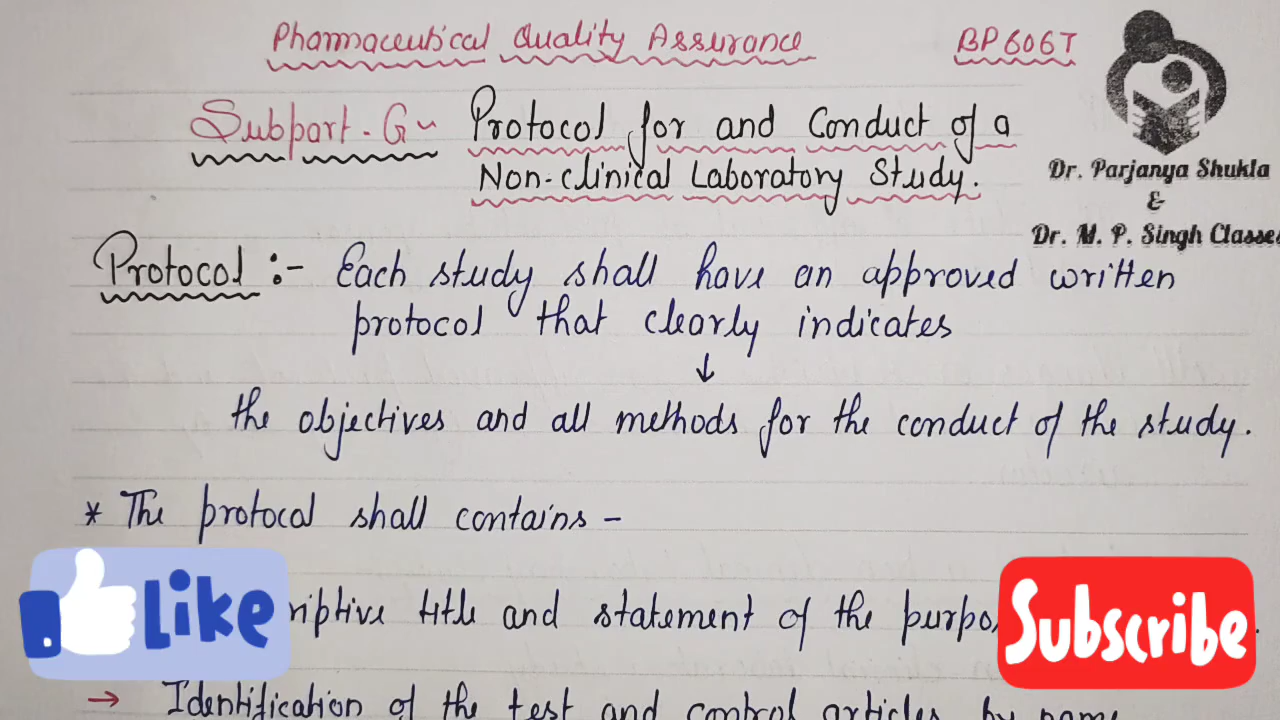 Pharmaceutical Quality Assurance BP606T
Subpart-G~ Protocol for and Conduct of a
Non-clinical Laboratory Study.
Dr. Parjanya Shukla
&
Dr. M. P. Singh Classes
Protocol :- Each study shall have an approved written
protocol that clearly indicates
↓
the objectives and all methods for the conduct of the study.
* The protocal shall contains -
Like
riptive title and statement of the purpos
Subscribe
→ Identification of the test and control articles by name